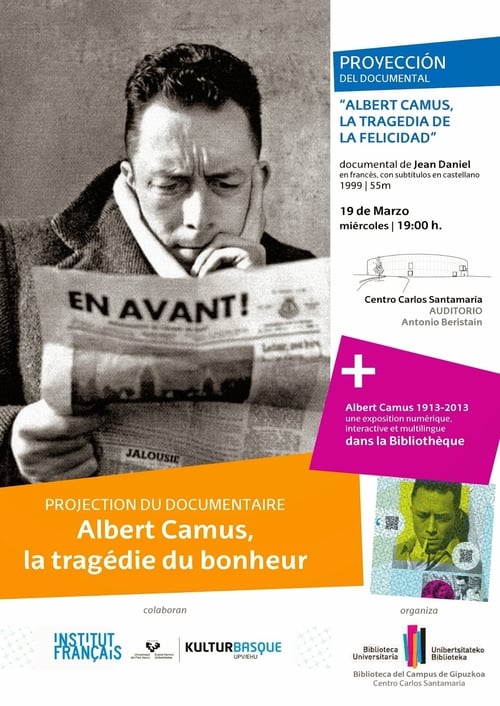 PROYECCIÓN
DEL DOCUMENTAL
"ALBERT CAMUS,
LA TRAGEDIA DE
LA FELICIDAD"
documental de Jean Daniel
en francés, con subtítulos en castellano
1999 | 55m
19 de Marzo
miércoles | 19:00 h.
Centro Carlos Santamaría
AUDITORIO
Antonio Beristain
EN AVANT!
JALOUSIE
+
Albert Camus 1913-2013
une exposition numérique,
interactive et multilingue
dans la Bibliothèque
PROJECTION DU DOCUMENTAIRE
Albert Camus,
la tragédie du bonheur
colaboran
organiza
INSTITUT
FRANÇAIS
KULTURBASQUE
UPV/EHU
Biblioteca
Universitaria
Unibertsitateko
Biblioteka
Biblioteca del Campus de Gipuzkoa
Centro Carlos Santamaría